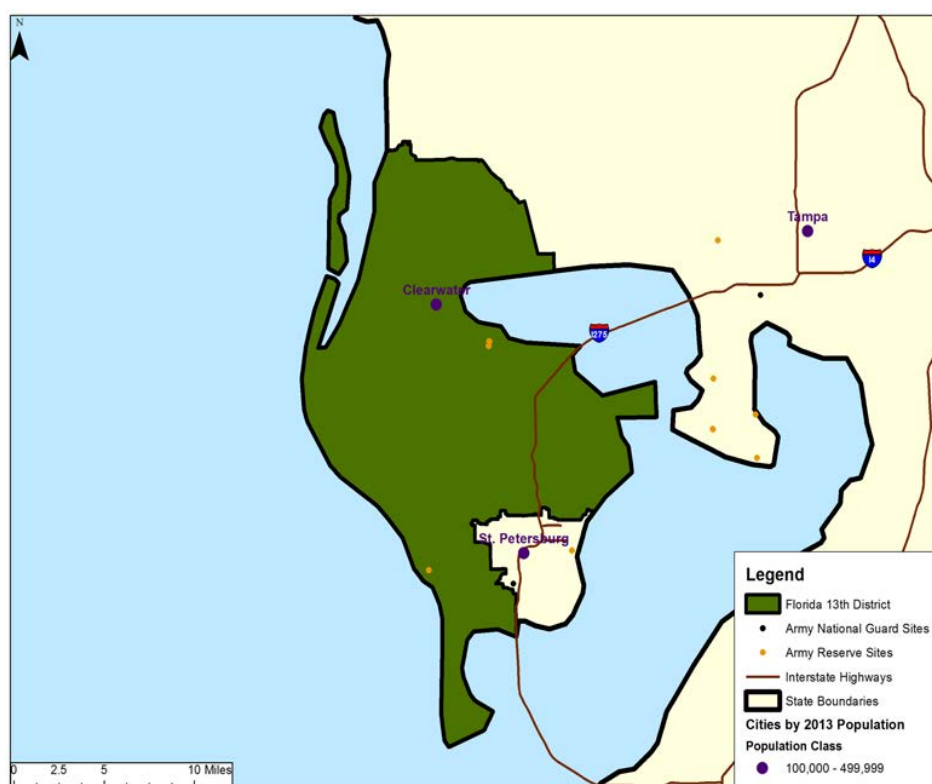 N
Tampa
I4
Clearwater
I275
St. Petersburg
Legend
Florida 13th District
Army National Guard Sites
Army Reserve Sites
Interstate Highways
State Boundaries
Cities by 2013 Population
Population Class
100,000 - 499,999
0 2.5 5 10 Miles